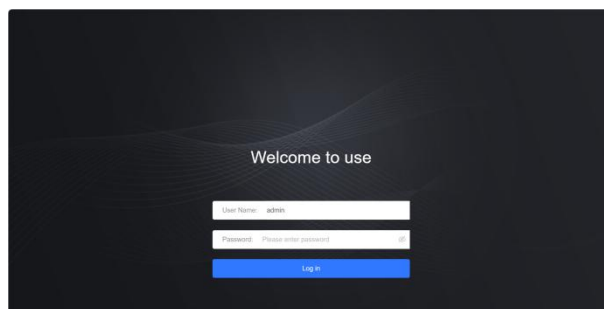 Welcome to use
User Name: admin
Password: Please enter password
Log in